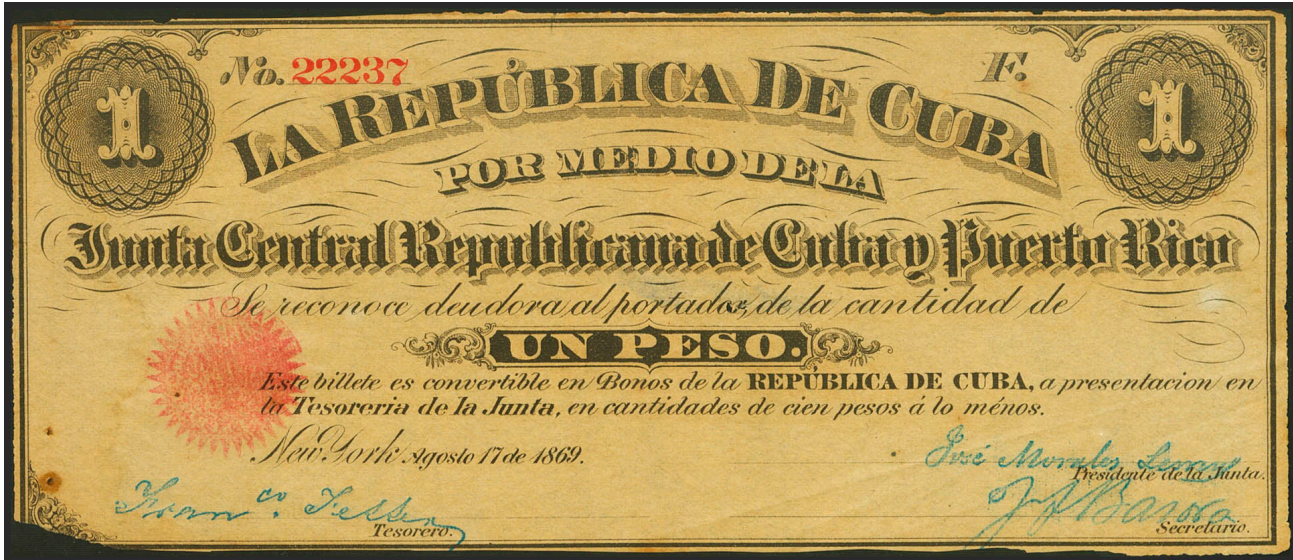 No. 22237 F.
1 1
LA REPÚBLICA DE CUBA
POR MEDIO DE LA
Junta Central Republicana de Cuba y Puerto Rico
Se reconoce deudora al portador, de la cantidad de
UN PESO.
Este billete es convertible en Bonos de la REPÚBLICA DE CUBA, a presentacion en
la Tesoreria de la Junta, en cantidades de cien pesos á lo ménos.
New York Agosto 17 de 1869.
José Morales Lemus
Presidente de la Junta.
Franco. Fesser
Tesorero.
Secretario.